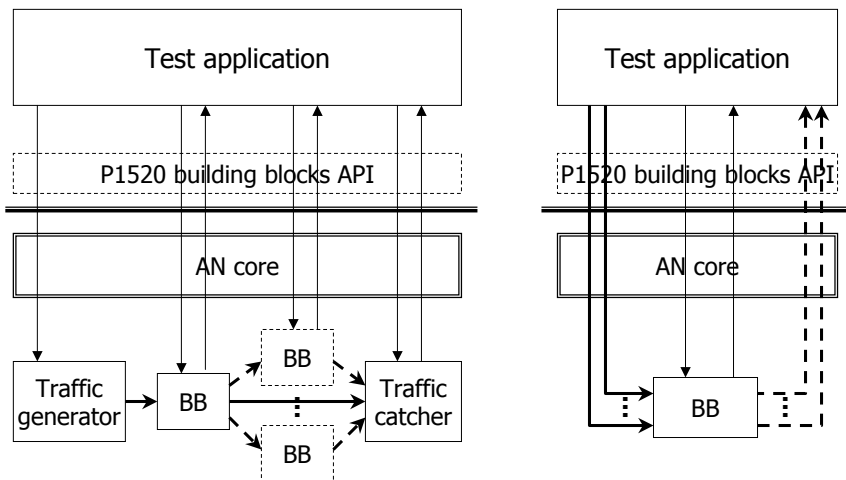 Test application
P1520 building blocks API
AN core
Traffic
generator
BB
BB
BB
Traffic
catcher
Test application
P1520 building blocks API
AN core
BB